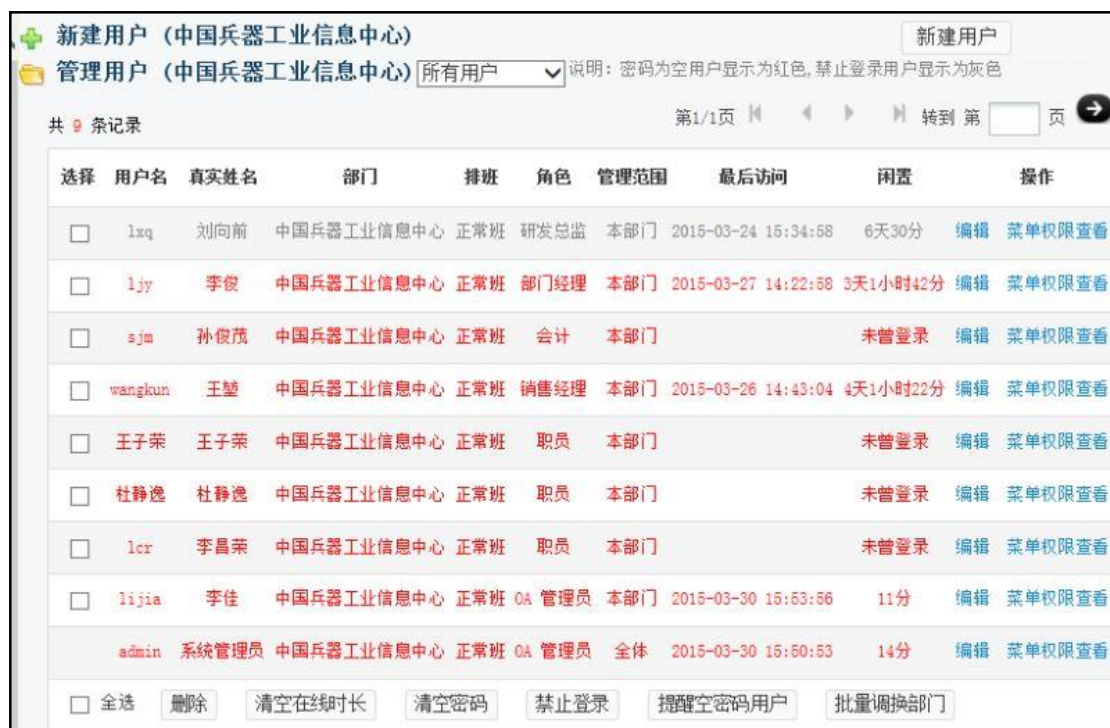 新建用户 (中国兵器工业信息中心) 新建用户
管理用户 (中国兵器工业信息中心) 所有用户 说明: 密码为空用户显示为红色, 禁止登录用户显示为灰色
共 9 条记录 第1/1页 转到 第 页
选择 用户名 真实姓名 部门 排班 角色 管理范围 最后访问 闲置 操作
lxq 刘向前 中国兵器工业信息中心 正常班 研发总监 本部门 2015-03-24 15:34:58 6天30分 编辑 菜单权限查看
ljy 李俊 中国兵器工业信息中心 正常班 部门经理 本部门 2015-03-27 14:22:58 3天1小时42分 编辑 菜单权限查看
sjm 孙俊茂 中国兵器工业信息中心 正常班 会计 本部门 未曾登录 编辑 菜单权限查看
wangkun 王堃 中国兵器工业信息中心 正常班 销售经理 本部门 2015-03-26 14:43:04 4天1小时22分 编辑 菜单权限查看
王子荣 王子荣 中国兵器工业信息中心 正常班 职员 本部门 未曾登录 编辑 菜单权限查看
杜静逸 杜静逸 中国兵器工业信息中心 正常班 职员 本部门 未曾登录 编辑 菜单权限查看
lcr 李昌荣 中国兵器工业信息中心 正常班 职员 本部门 未曾登录 编辑 菜单权限查看
lijia 李佳 中国兵器工业信息中心 正常班 OA 管理员 本部门 2015-03-30 15:53:56 11分 编辑 菜单权限查看
admin 系统管理员 中国兵器工业信息中心 正常班 OA 管理员 全体 2015-03-30 15:50:53 14分 编辑 菜单权限查看
全选 删除 清空在线时长 清空密码 禁止登录 提醒空密码用户 批量调换部门